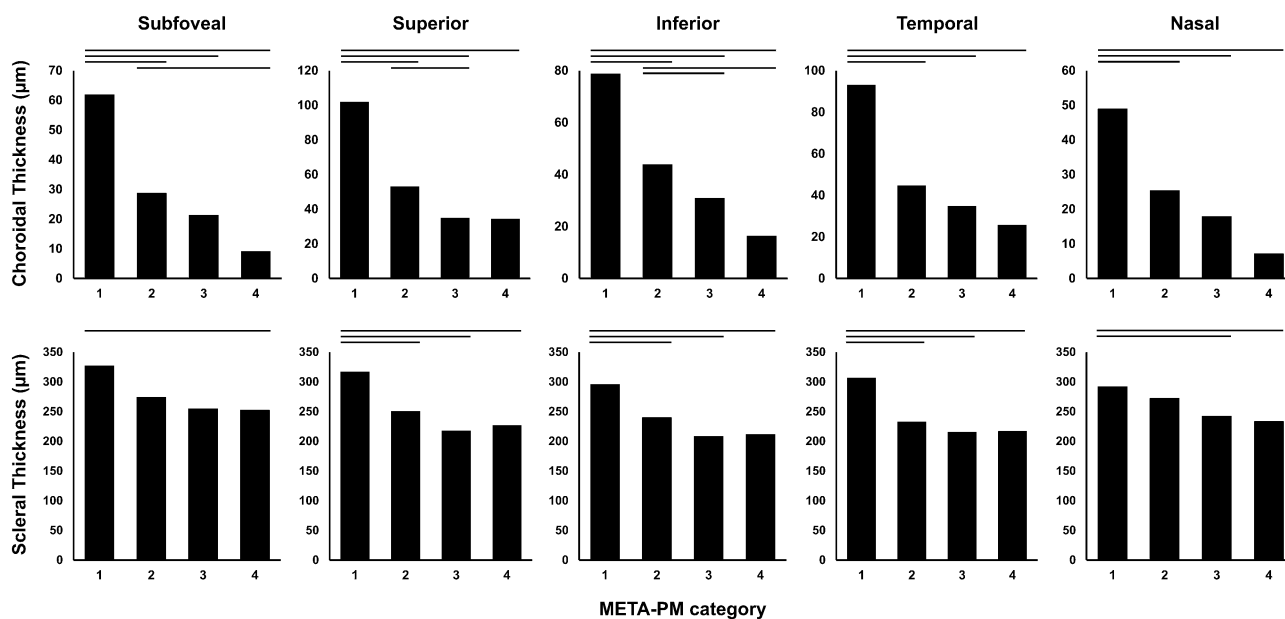 Subfoveal Superior Inferior Temporal Nasal
Choroidal Thickness (μm)
70 60 50 40 30 20 10 0
1 2 3 4
120 100 80 60 40 20 0
1 2 3 4
80 60 40 20 0
1 2 3 4
100 80 60 40 20 0
1 2 3 4
60 50 40 30 20 10 0
1 2 3 4
Scleral Thickness (μm)
350 300 250 200 150 100 50 0
1 2 3 4
350 300 250 200 150 100 50 0
1 2 3 4
350 300 250 200 150 100 50 0
1 2 3 4
350 300 250 200 150 100 50 0
1 2 3 4
350 300 250 200 150 100 50 0
1 2 3 4
META-PM category